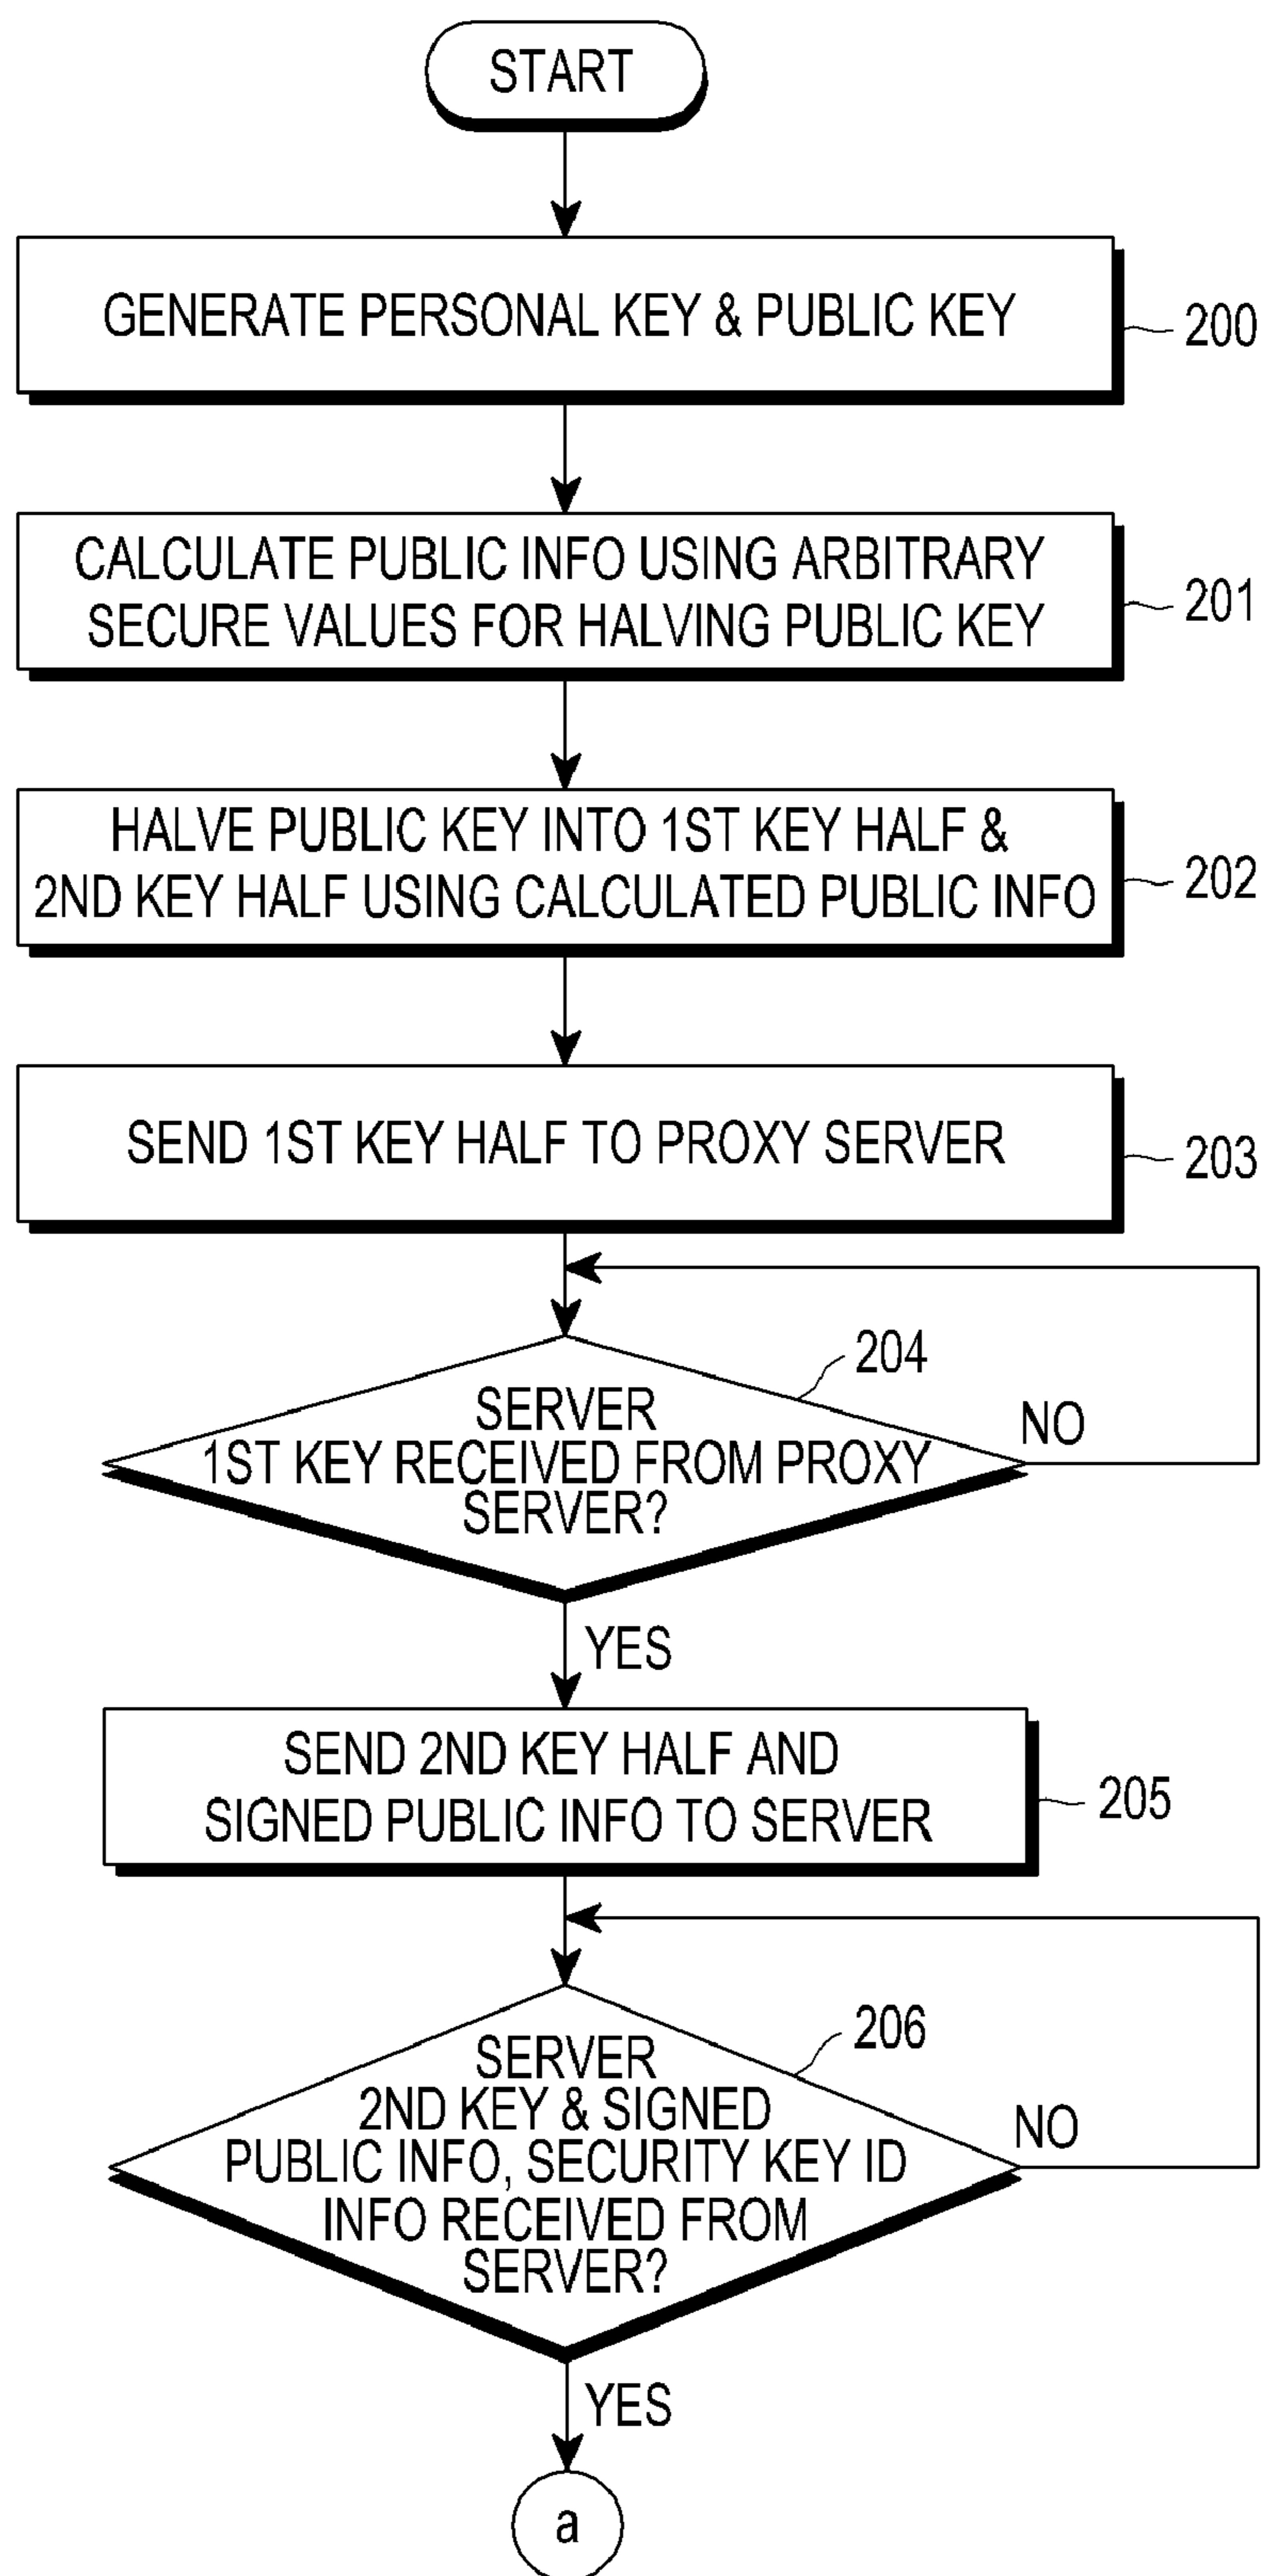 START
GENERATE PERSONAL KEY & PUBLIC KEY
200
CALCULATE PUBLIC INFO USING ARBITRARY
SECURE VALUES FOR HALVING PUBLIC KEY
201
HALVE PUBLIC KEY INTO 1ST KEY HALF &
2ND KEY HALF USING CALCULATED PUBLIC INFO
202
SEND 1ST KEY HALF TO PROXY SERVER
203
204
SERVER
1ST KEY RECEIVED FROM PROXY
SERVER?
NO
YES
SEND 2ND KEY HALF AND
SIGNED PUBLIC INFO TO SERVER
205
206
SERVER
2ND KEY & SIGNED
PUBLIC INFO, SECURITY KEY ID
INFO RECEIVED FROM
SERVER?
NO
YES
a